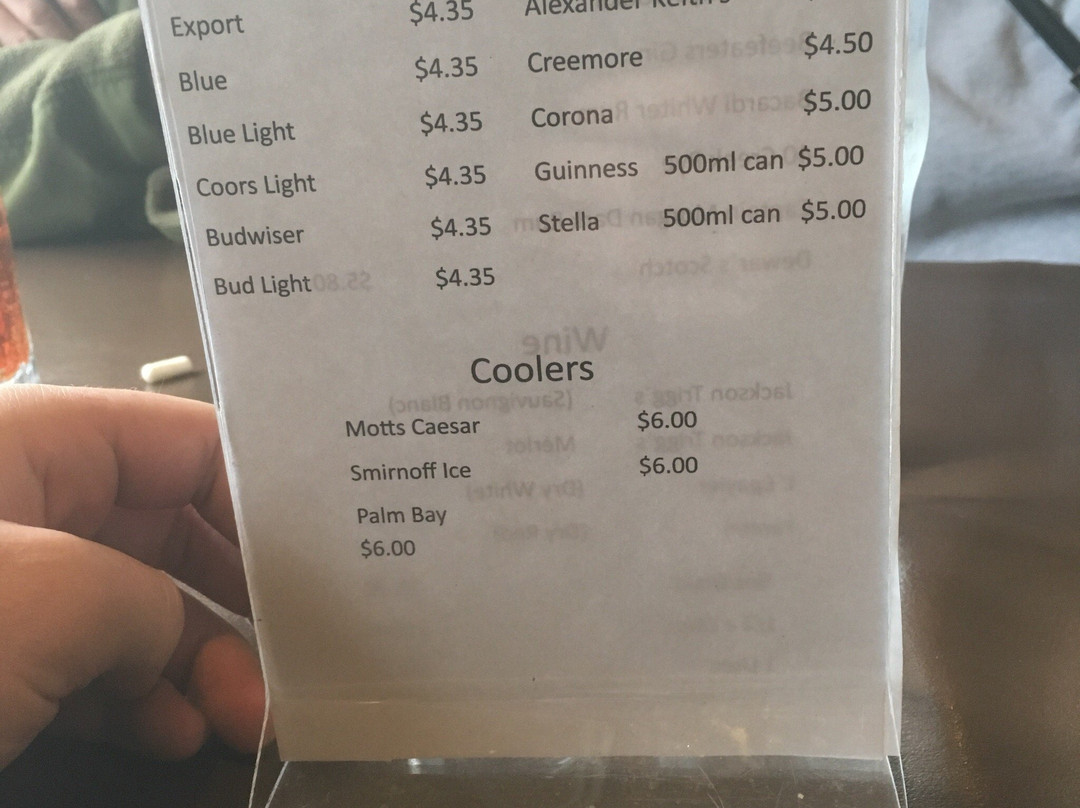 Export $4.35 Alexander Keith's
Blue $4.35 Creemore $4.50
Blue Light $4.35 Corona $5.00
Coors Light $4.35 Guinness 500ml can $5.00
Budwiser $4.35 Stella 500ml can $5.00
Bud Light $4.35
Coolers
Motts Caesar $6.00
Smirnoff Ice $6.00
Palm Bay
$6.00